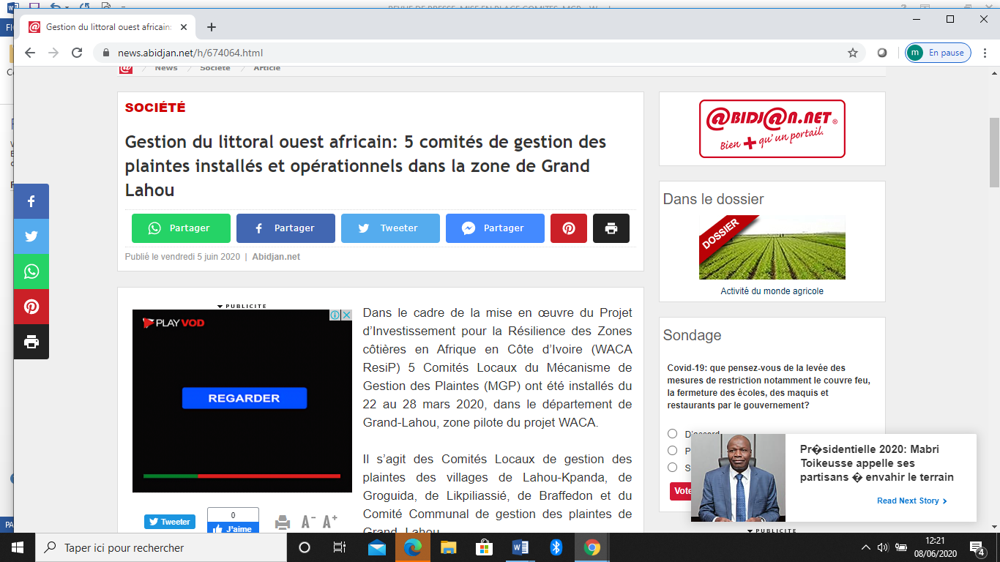 REVUE DE PRESSE MISE EN PLACE COMITES MGP - Word
Gestion du littoral ouest africain:
news.abidjan.net/h/674064.html
m En pause
News / Société / Article
SOCIÉTÉ
Gestion du littoral ouest africain: 5 comités de gestion des
plaintes installés et opérationnels dans la zone de Grand
Lahou
Partager
Partager
Tweeter
Partager
Publié le vendredi 5 juin 2020 | Abidjan.net
PUBLICITE
PLAYVOD
REGARDER
Tweeter
0
J'aime
A- A+
Dans le cadre de la mise en œuvre du Projet
d’Investissement pour la Résilience des Zones
côtières en Afrique en Côte d’Ivoire (WACA
ResiP) 5 Comités Locaux du Mécanisme de
Gestion des Plaintes (MGP) ont été installés du
22 au 28 mars 2020, dans le département de
Grand-Lahou, zone pilote du projet WACA.
Il s’agit des Comités Locaux de gestion des
plaintes des villages de Lahou-Kpanda, de
Groguida, de Likpiliassié, de Braffedon et du
Comité Communal de gestion des plaintes de
Grand- Lahou
@BIDJ@N.NET®
Bien + qu'un portail.
Dans le dossier
DOSSIER
Activité du monde agricole
Sondage
Covid-19: que pensez-vous de la levée des
mesures de restriction notamment le couvre feu,
la fermeture des écoles, des maquis et
restaurants par le gouvernement?
P
S
Vote
Pr�sidentielle 2020: Mabri
Toikeusse appelle ses
partisans � envahir le terrain
Read Next Story
PUBLICITE
Taper ici pour rechercher
12:21
08/06/2020
4